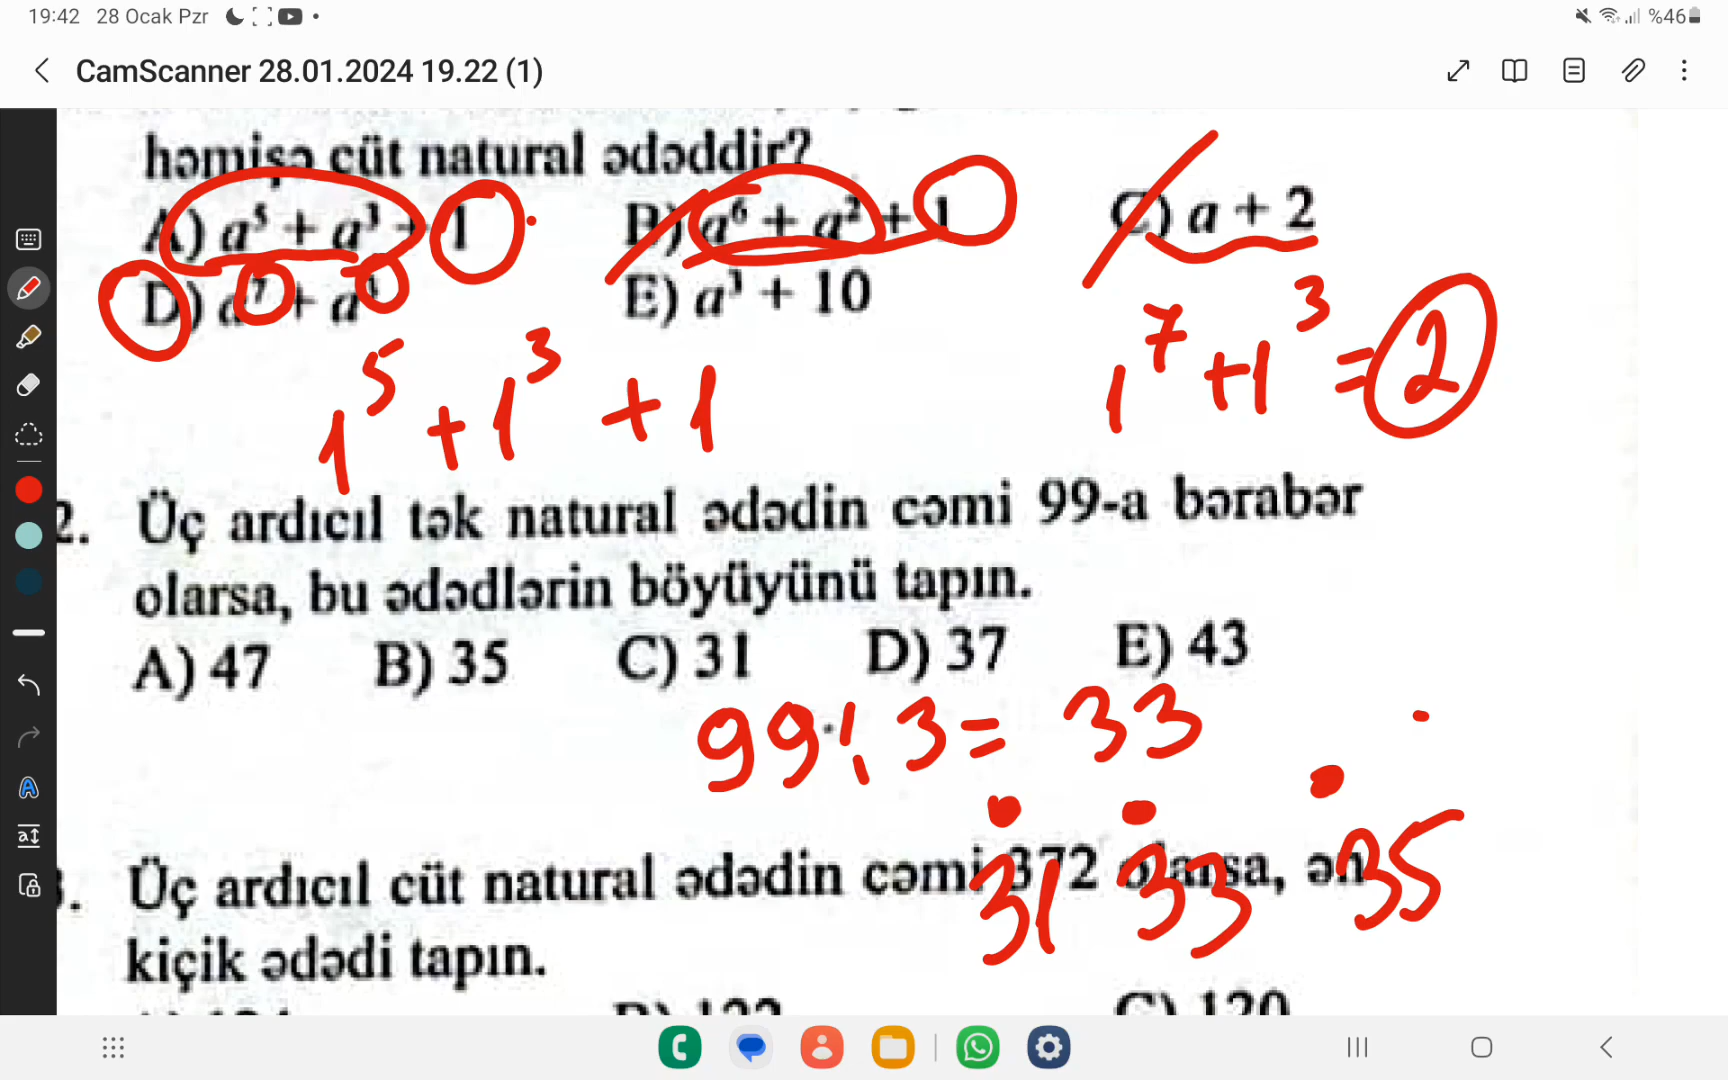 19:42 28 Ocak Pzr
%46
CamScanner 28.01.2024 19.22 (1)
həmişə cüt natural ədəddir?
A) a⁵ + a³ + 1 B) a⁶ + a² + 1 C) a + 2
D) a⁷ + a³ E) a³ + 10
1⁵ + 1³ + 1
1⁷ + 1³ = 2
2. Üç ardıcıl tək natural ədədin cəmi 99-a bərabər
olarsa, bu ədədlərin böyüyünü tapın.
A) 47 B) 35 C) 31 D) 37 E) 43
99 : 3 = 33
31 33 35
Üç ardıcıl cüt natural ədədin cəmi 372 olarsa, ən
kiçik ədədi tapın.
C) 120